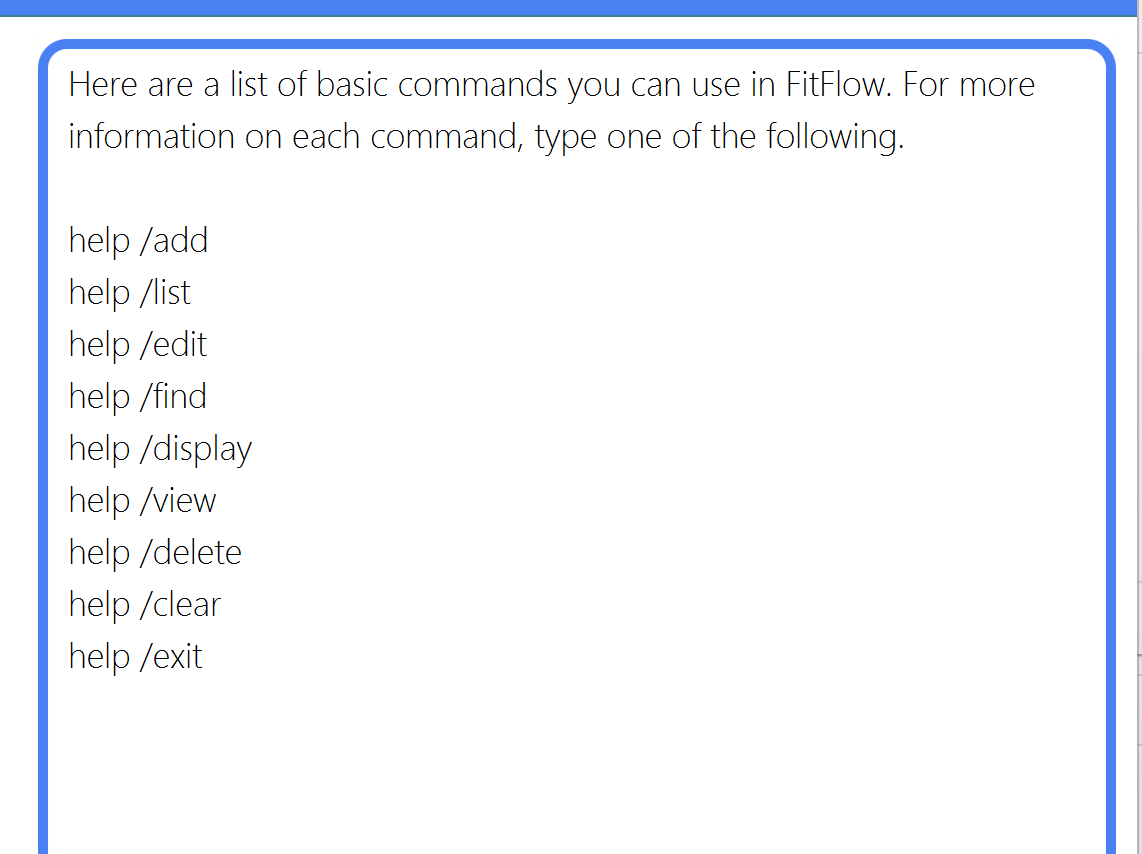 Here are a list of basic commands you can use in FitFlow. For more
information on each command, type one of the following.
help /add
help /list
help /edit
help /find
help /display
help /view
help /delete
help /clear
help /exit